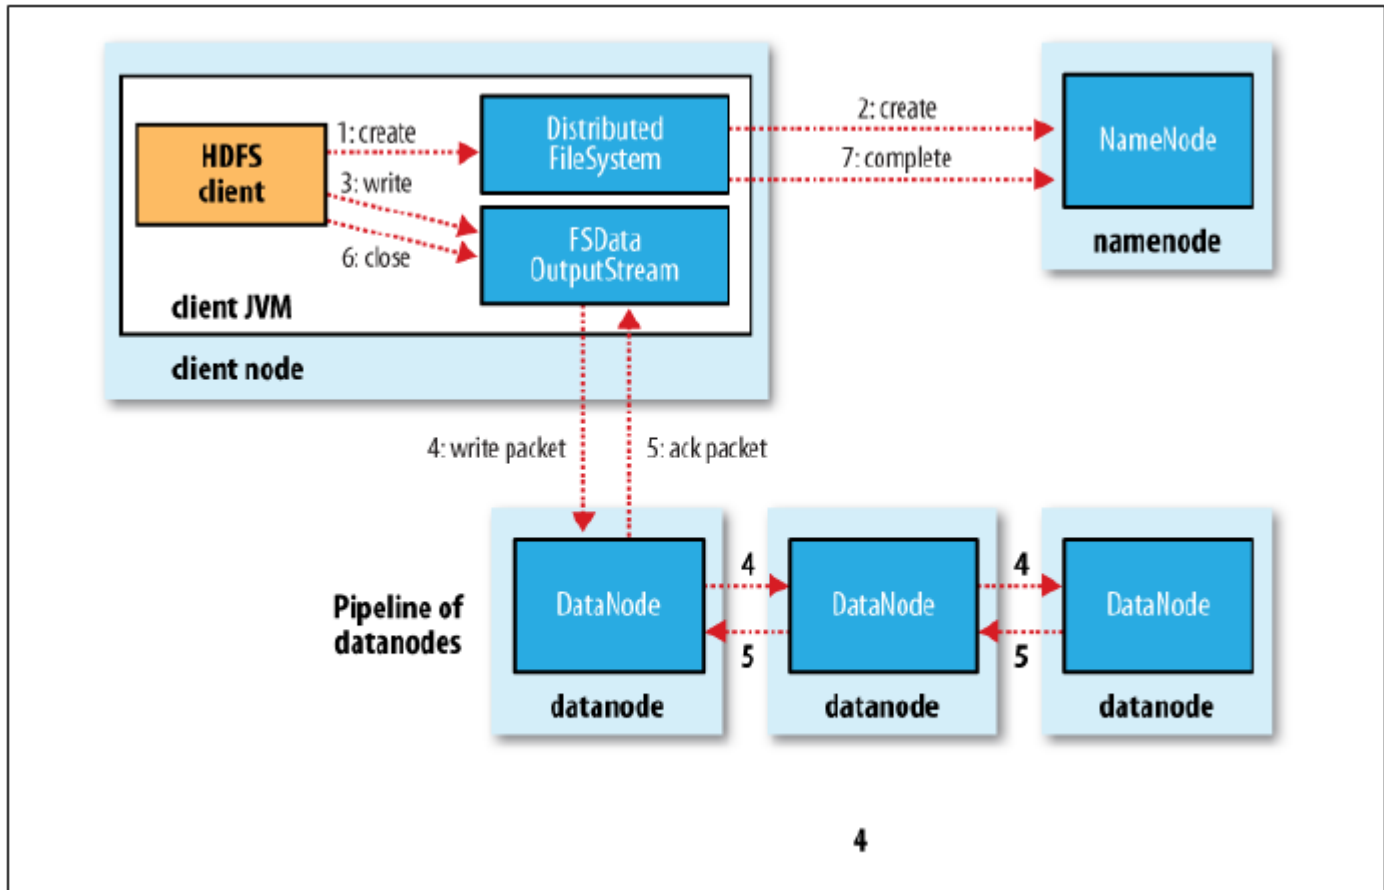 1: create
Distributed
FileSystem
2: create
NameNode
HDFS
client
3: write
7: complete
FSData
OutputStream
6: close
namenode
client JVM
client node
4: write packet
5: ack packet
Pipeline of
datanodes
DataNode
4
5
DataNode
4
5
DataNode
datanode
datanode
datanode
4